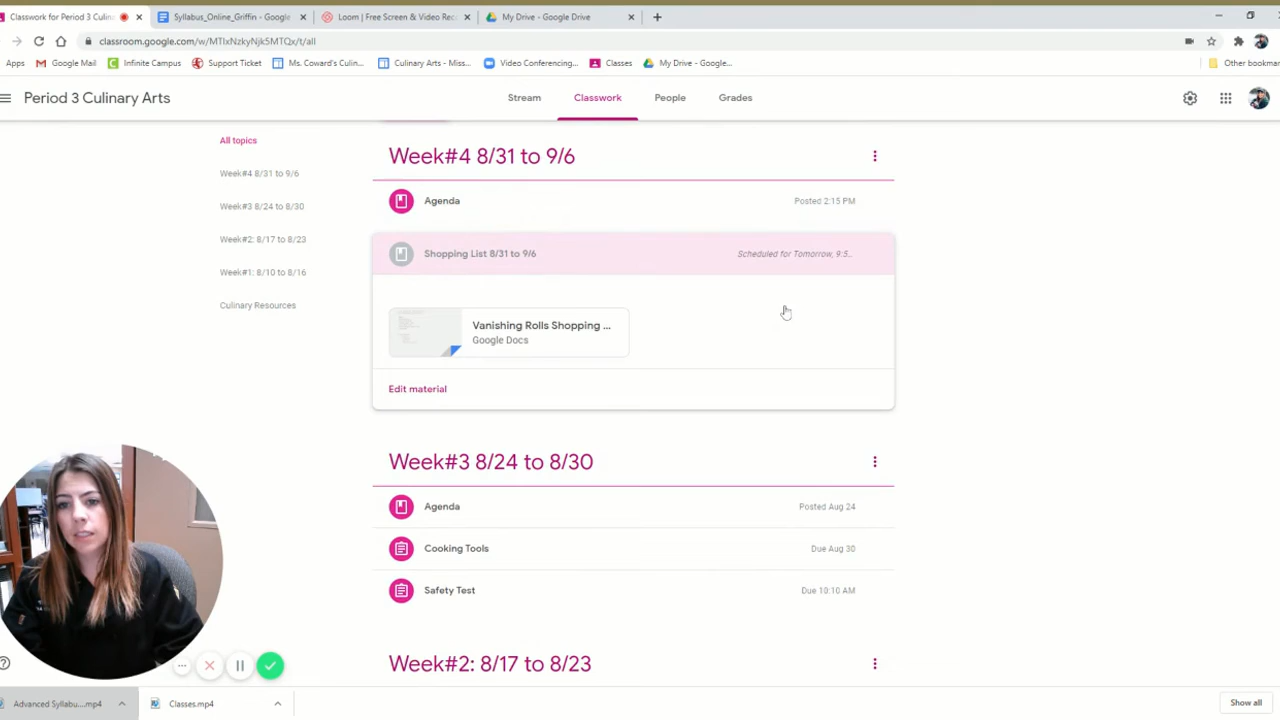 Classwork for Period 3 Culin
Syllabus_Online_Griffin - Google
Loom | Free Screen & Video Rec
My Drive - Google Drive
classroom.google.com/w/MTIxNzkyNjk5MTQx/t/all
Apps
Google Mail
Infinite Campus
Support Ticket
Ms. Coward's Culin...
Culinary Arts - Miss...
Video Conferencing...
Classes
My Drive - Google...
Other bookmar
Period 3 Culinary Arts
Stream
Classwork
People
Grades
All topics
Week#4 8/31 to 9/6
Week#3 8/24 to 8/30
Week#2: 8/17 to 8/23
Week#1: 8/10 to 8/16
Culinary Resources
Week#4 8/31 to 9/6
Agenda
Posted 2:15 PM
Shopping List 8/31 to 9/6
Scheduled for Tomorrow, 9:5...
Vanishing Rolls Shopping ...
Google Docs
Edit material
Week#3 8/24 to 8/30
Agenda
Posted Aug 24
Cooking Tools
Due Aug 30
Safety Test
Due 10:10 AM
Week#2: 8/17 to 8/23
Advanced Syllabu....mp4
Classes.mp4
Show all